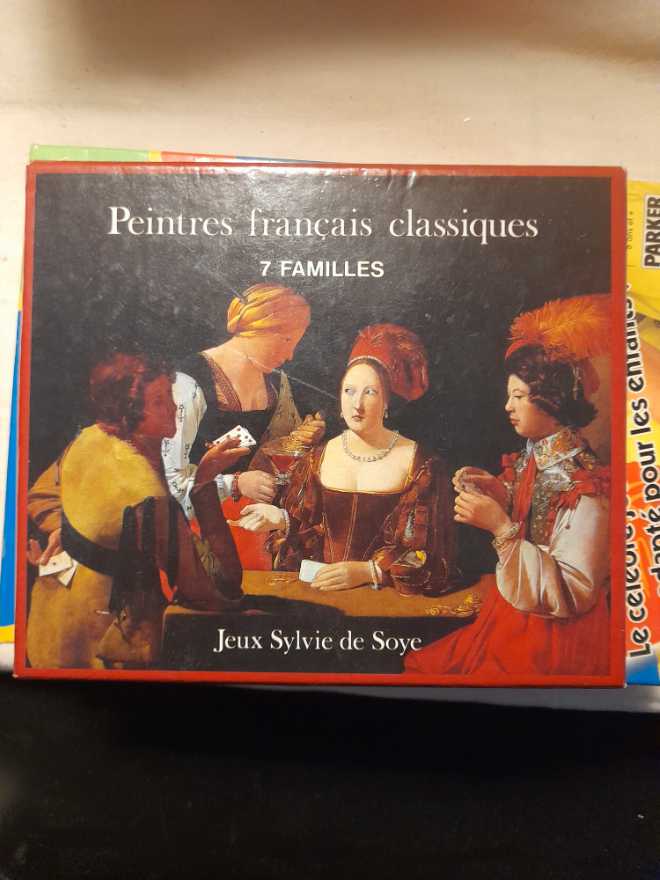 Peintres français classiques
7 FAMILLES
Jeux Sylvie de Soye
PARKER
Le célèbre j
adapté pour les enfants !